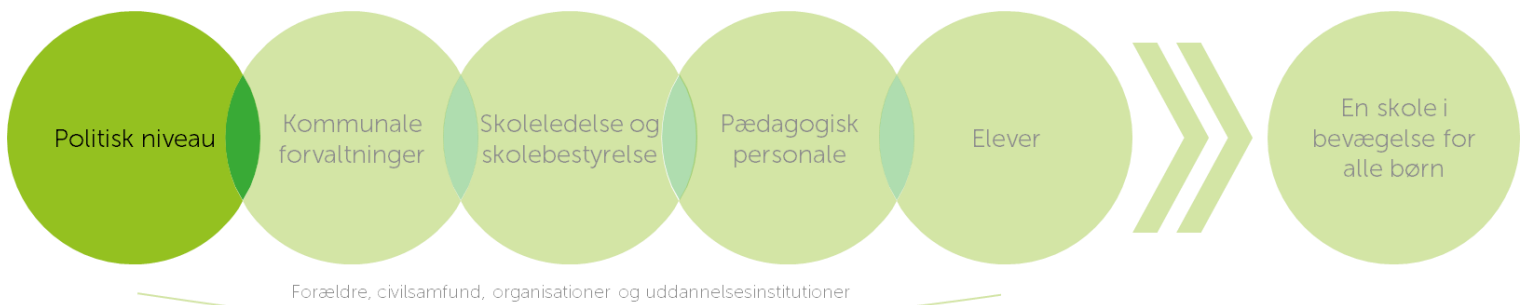 Politisk niveau
Kommunale
forvaltninger
Skoleledelse og
skolebestyrelse
Pædagogisk
personale
Elever
En skole i
bevægelse for
alle børn
Forældre, civilsamfund, organisationer og uddannelsesinstitutioner